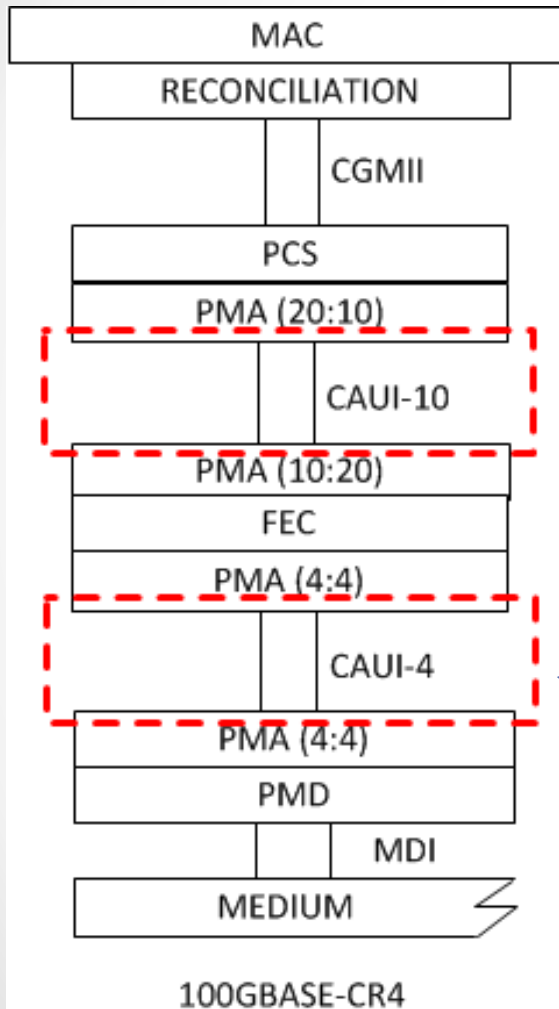 MAC
RECONCILIATION
CGMII
PCS
PMA (20:10)
CAUI-10
PMA (10:20)
FEC
PMA (4:4)
CAUI-4
PMA (4:4)
PMD
MDI
MEDIUM
100GBASE-CR4